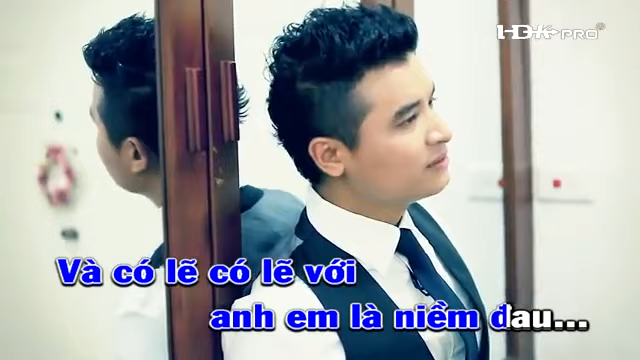 HDK PRO®
Và có lẽ có lẽ với
anh em là niềm đau...